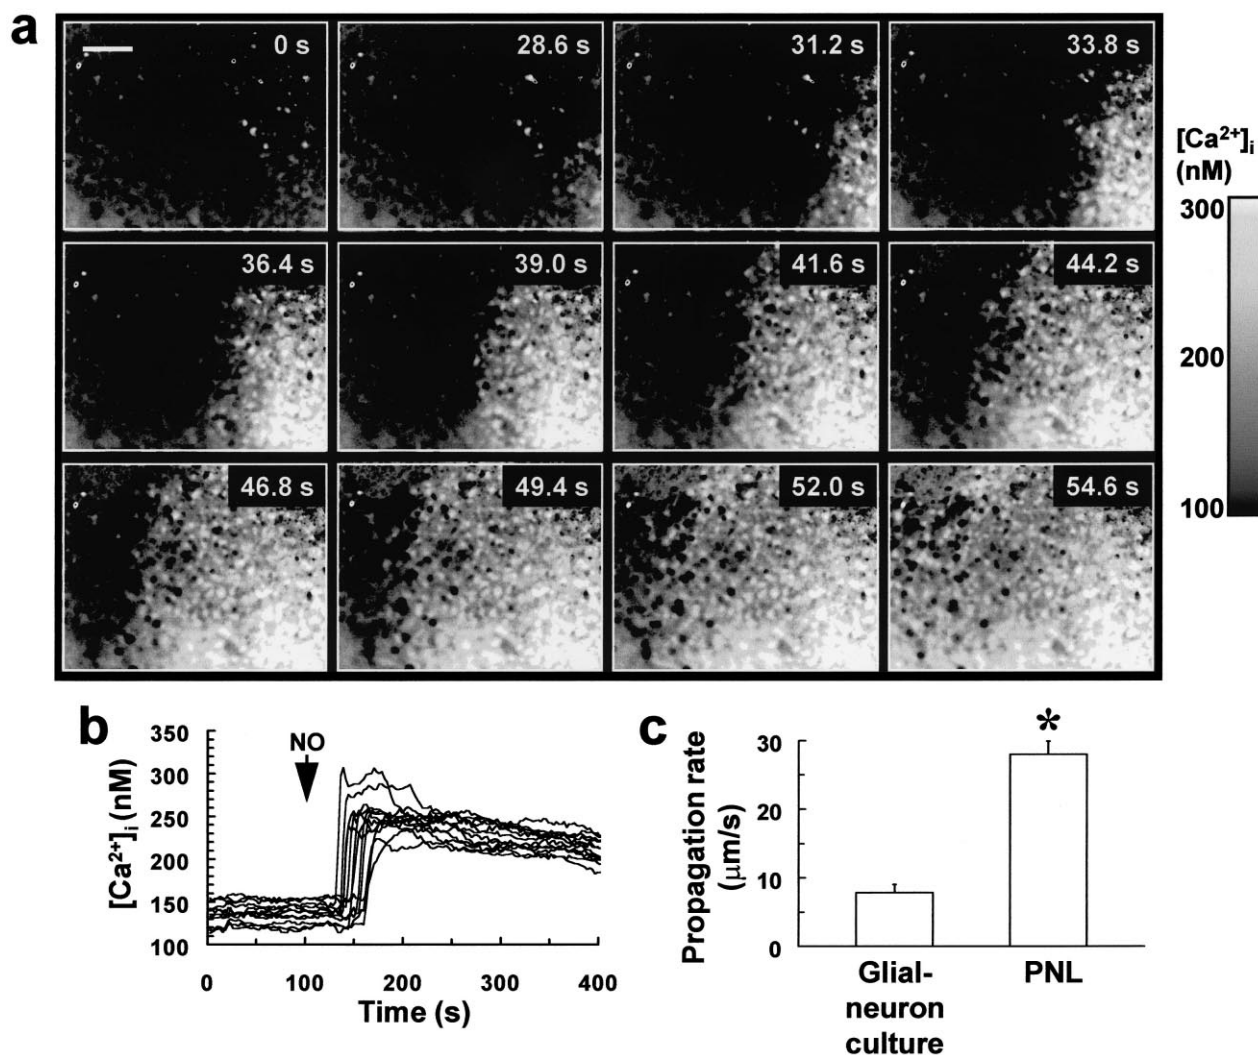 a
0 s
28.6 s
31.2 s
33.8 s
36.4 s
39.0 s
41.6 s
44.2 s
46.8 s
49.4 s
52.0 s
54.6 s
[Ca²⁺]ᵢ
(nM)
300
200
100
b
[Ca²⁺]ᵢ (nM)
350
300
250
200
150
100
NO
0
100
200
300
400
Time (s)
c
*
Propagation rate
(μm/s)
30
20
10
0
Glial-
neuron
culture
PNL